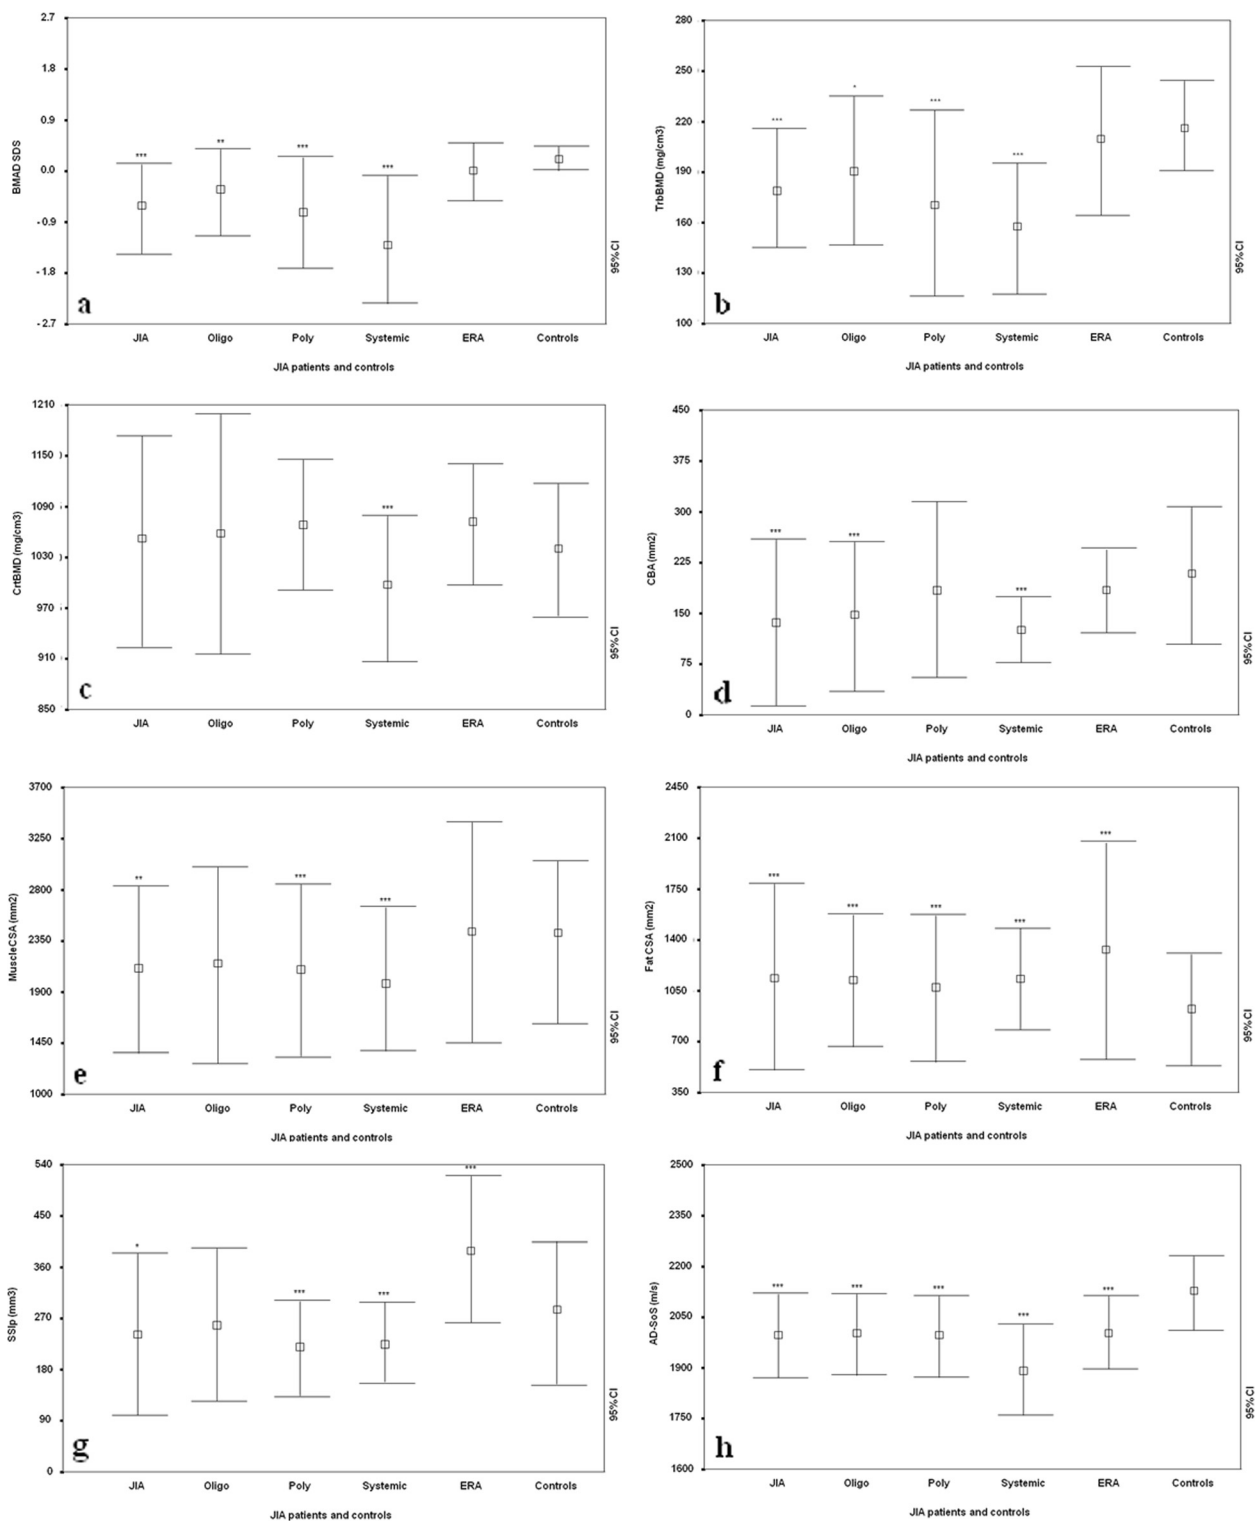 2.7
1.8
0.9
0.0
-0.9
-1.8
-2.7
BMAD SDS
*** ** *** ***
a
95%CI
JIA Oligo Poly Systemic ERA Controls
JIA patients and controls
280
250
220
190
160
130
100
TrbBMD (mg/cm3)
*** * *** ***
b
95%CI
JIA Oligo Poly Systemic ERA Controls
JIA patients and controls
1210
1150
1090
1030
970
910
850
CrtBMD (mg/cm3)
***
c
95%CI
JIA Oligo Poly Systemic ERA Controls
450
375
300
225
150
75
0
CBA (mm2)
*** *** ***
d
95%CI
JIA Oligo Poly Systemic ERA Controls
JIA patients and controls
3700
3250
2800
2350
1900
1450
1000
MuscleCSA (mm2)
** *** ***
e
95%CI
JIA Oligo Poly Systemic ERA Controls
JIA patients and controls
2450
2100
1750
1400
1050
700
350
Fat CSA (mm2)
*** *** *** *** ***
f
95%CI
JIA Oligo Poly Systemic ERA Controls
JIA patients and controls
540
450
360
270
180
90
0
SSIp (mm3)
* *** *** ***
g
95%CI
JIA Oligo Poly Systemic ERA Controls
JIA patients and controls
2500
2350
2200
2050
1900
1750
1600
AD-SoS (m/s)
*** *** *** *** ***
h
95%CI
JIA Oligo Poly Systemic ERA Controls
JIA patients and controls